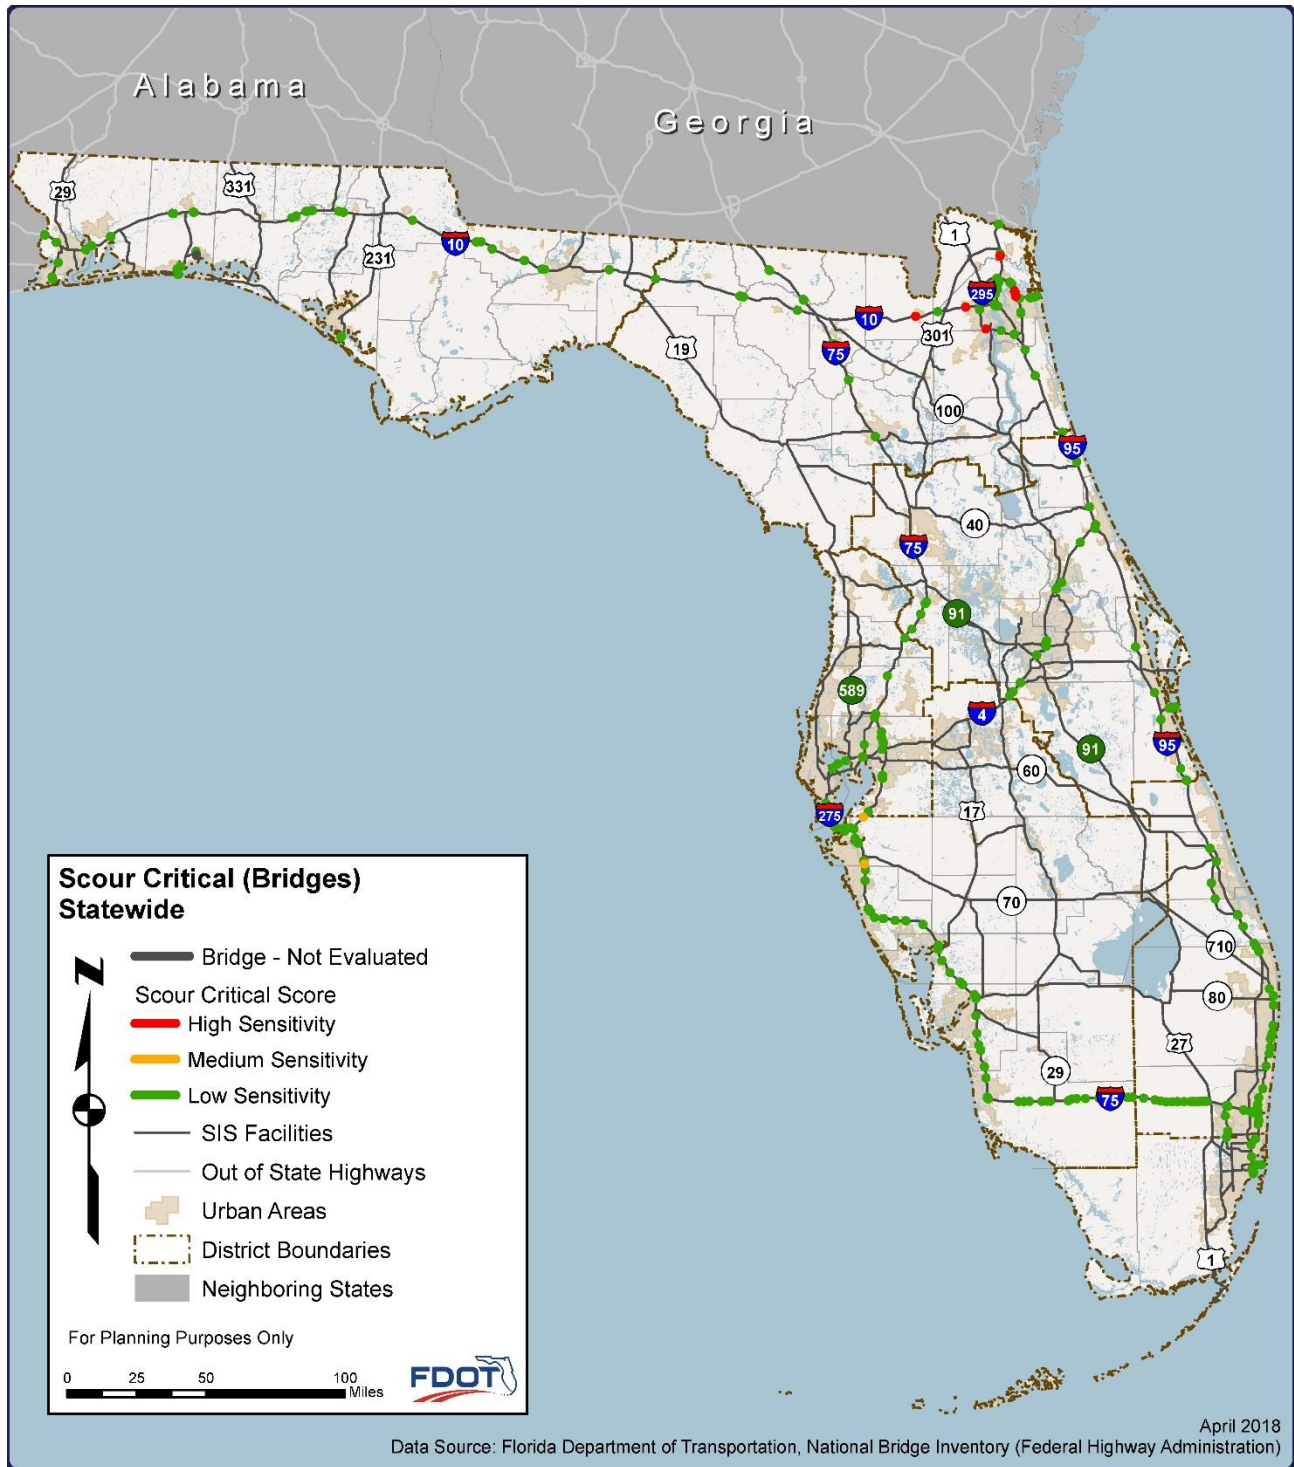 Alabama
Georgia
29
331
231
10
1
295
10
301
19
75
100
95
40
75
91
589
4
91
95
60
275
17
70
710
80
27
29
75
1
Scour Critical (Bridges)
Statewide
N
Bridge - Not Evaluated
Scour Critical Score
High Sensitivity
Medium Sensitivity
Low Sensitivity
SIS Facilities
Out of State Highways
Urban Areas
District Boundaries
Neighboring States
For Planning Purposes Only
0 25 50 100
Miles
FDOT
April 2018
Data Source: Florida Department of Transportation, National Bridge Inventory (Federal Highway Administration)